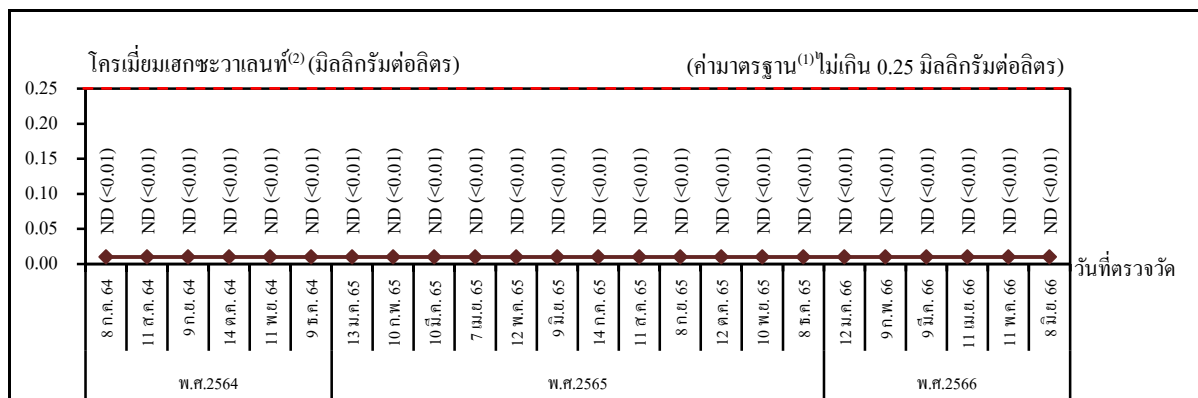 โครเมี่ยมเฮกซะวาเลนท์⁽²⁾ (มิลลิกรัมต่อลิตร) (ค่ามาตรฐาน⁽¹⁾ไม่เกิน 0.25 มิลลิกรัมต่อลิตร)
0.25
0.20
0.15
0.10
0.05
0.00
ND (<0.01) ND (<0.01) ND (<0.01) ND (<0.01) ND (<0.01) ND (<0.01) ND (<0.01) ND (<0.01) ND (<0.01) ND (<0.01) ND (<0.01) ND (<0.01) ND (<0.01) ND (<0.01) ND (<0.01) ND (<0.01) ND (<0.01) ND (<0.01) ND (<0.01) ND (<0.01) ND (<0.01) ND (<0.01) ND (<0.01) ND (<0.01)
วันที่ตรวจวัด
8 ก.ค. 64
11 ส.ค. 64
9 ก.ย. 64
14 ต.ค. 64
11 พ.ย. 64
9 ธ.ค. 64
13 ม.ค. 65
10 ก.พ. 65
10 มี.ค. 65
7 เม.ย. 65
12 พ.ค. 65
9 มิ.ย. 65
14 ก.ค. 65
11 ส.ค. 65
8 ก.ย. 65
12 ต.ค. 65
10 พ.ย. 65
8 ธ.ค. 65
12 ม.ค. 66
9 ก.พ. 66
9 มี.ค. 66
11 เม.ย. 66
11 พ.ค. 66
8 มิ.ย. 66
พ.ศ.2564 พ.ศ.2565 พ.ศ.2566